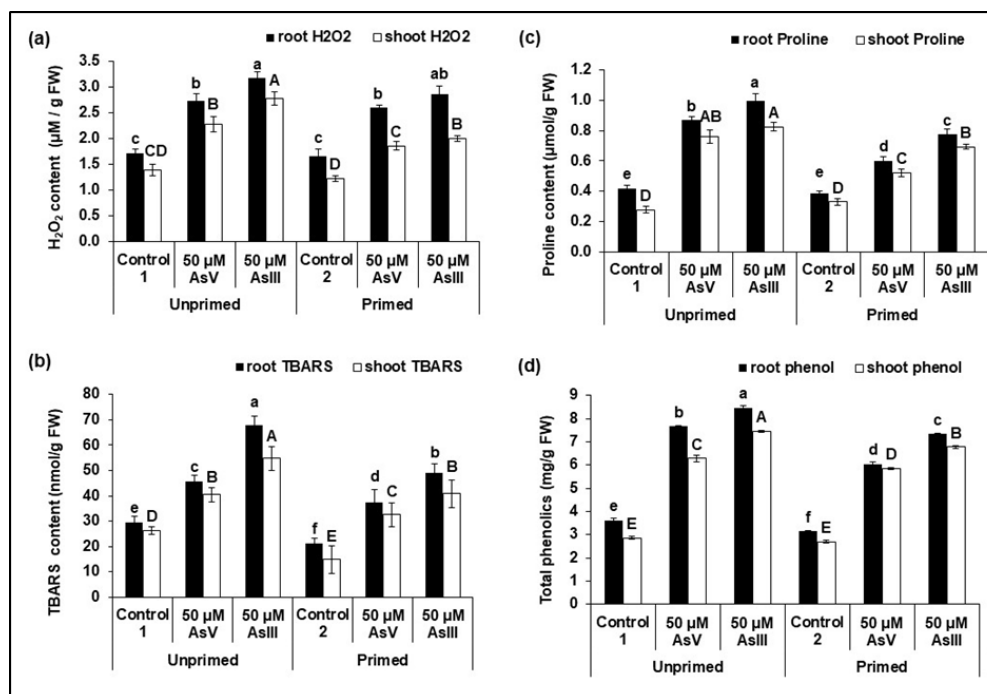 (a)
■ root H2O2 □ shoot H2O2
H₂O₂ content (µM / g FW)
3.5
3.0
2.5
2.0
1.5
1.0
0.5
0.0
c CD b B a A c D b C ab B
Control 1 50 µM AsV 50 µM AsIII Control 2 50 µM AsV 50 µM AsIII
Unprimed Primed
(b)
■ root TBARS □ shoot TBARS
TBARS content (nmol/g FW)
80
70
60
50
40
30
20
10
0
e D c B a A f E d C b B
Control 1 50 µM AsV 50 µM AsIII Control 2 50 µM AsV 50 µM AsIII
Unprimed Primed
(c)
■ root Proline □ shoot Proline
Proline content (µmol/g FW)
1.2
1.0
0.8
0.6
0.4
0.2
0.0
e D b AB a A e D d C c B
Control 1 50 µM AsV 50 µM AsIII Control 2 50 µM AsV 50 µM AsIII
Unprimed Primed
(d)
■ root phenol □ shoot phenol
Total phenolics (mg/g FW)
9
8
7
6
5
4
3
2
1
0
e E b C a A f E d D c B
Control 1 50 µM AsV 50 µM AsIII Control 2 50 µM AsV 50 µM AsIII
Unprimed Primed